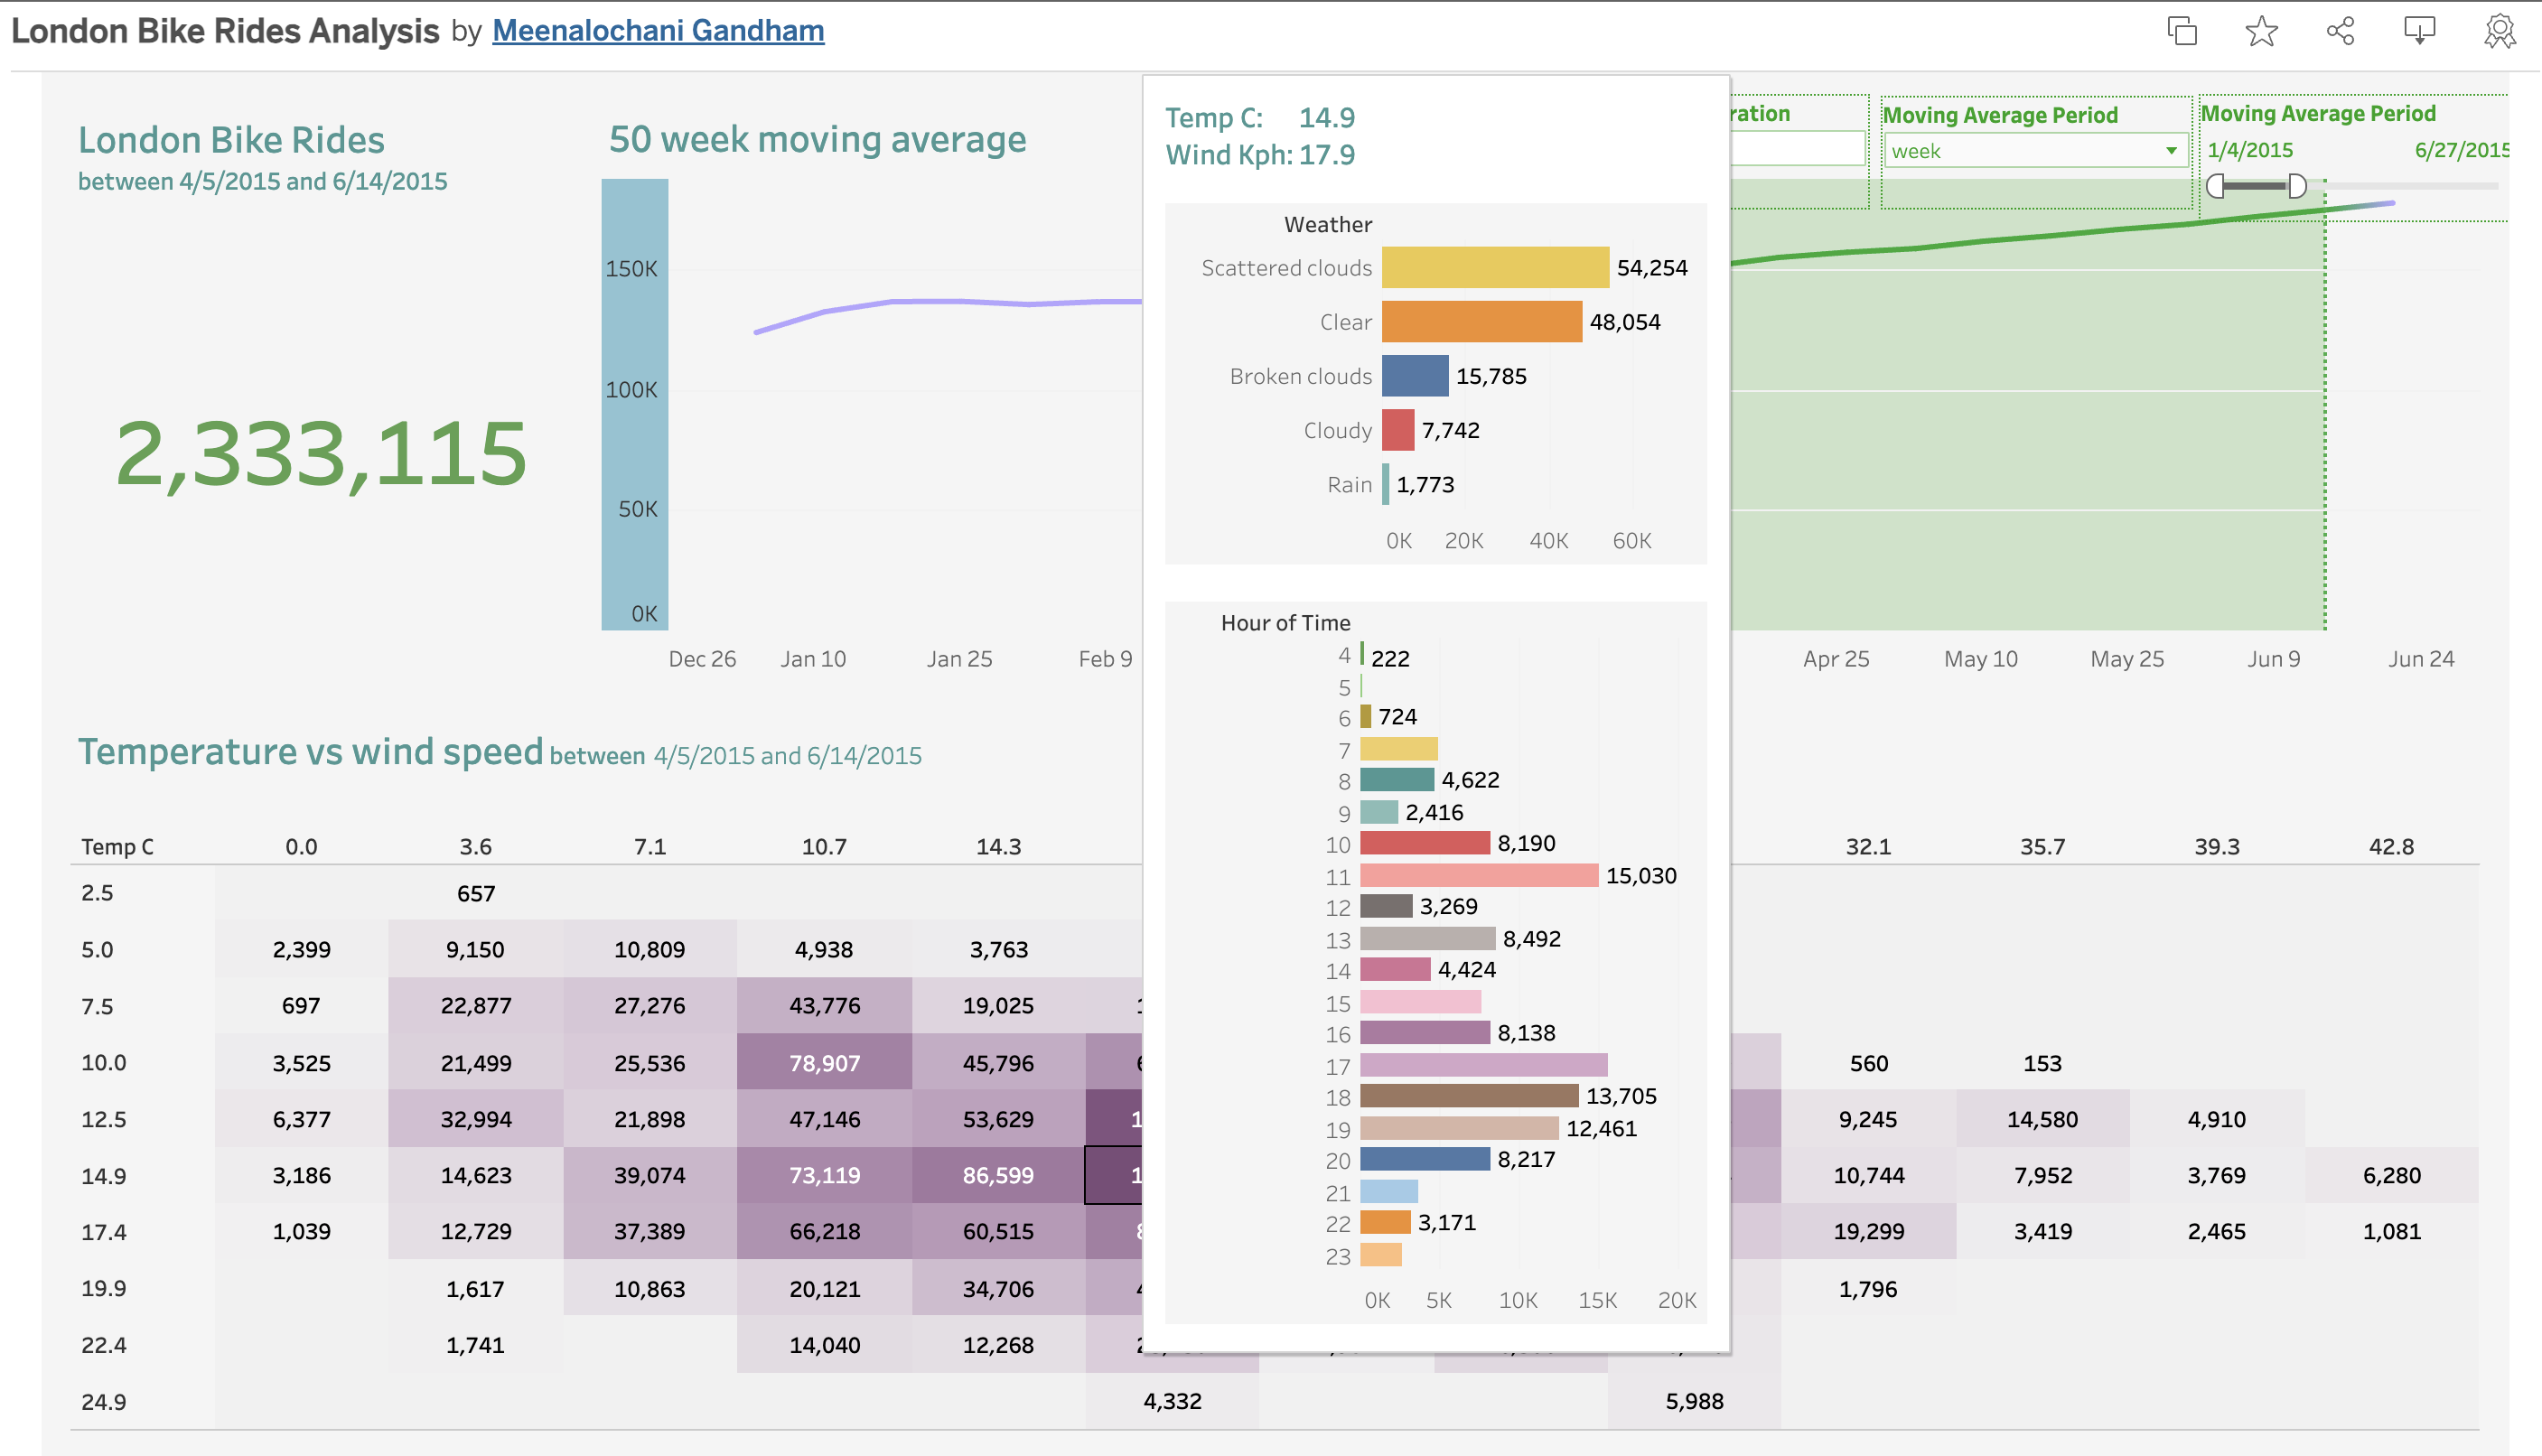 London Bike Rides Analysis by Meenalochani Gandham
London Bike Rides
between 4/5/2015 and 6/14/2015
2,333,115
50 week moving average
150K
100K
50K
0K
Dec 26 Jan 10 Jan 25 Feb 9 Apr 25 May 10 May 25 Jun 9 Jun 24
Moving Average Period
week
Moving Average Period
1/4/2015 6/27/2015
Temp C: 14.9
Wind Kph: 17.9
Weather
Scattered clouds 54,254
Clear 48,054
Broken clouds 15,785
Cloudy 7,742
Rain 1,773
0K 20K 40K 60K
Hour of Time
4 222
5
6 724
7
8 4,622
9 2,416
10 8,190
11 15,030
12 3,269
13 8,492
14 4,424
15
16 8,138
17
18 13,705
19 12,461
20 8,217
21
22 3,171
23
0K 5K 10K 15K 20K
Temperature vs wind speed between 4/5/2015 and 6/14/2015
Temp C 0.0 3.6 7.1 10.7 14.3 32.1 35.7 39.3 42.8
2.5 657
5.0 2,399 9,150 10,809 4,938 3,763
7.5 697 22,877 27,276 43,776 19,025
10.0 3,525 21,499 25,536 78,907 45,796 560 153
12.5 6,377 32,994 21,898 47,146 53,629 9,245 14,580 4,910
14.9 3,186 14,623 39,074 73,119 86,599 10,744 7,952 3,769 6,280
17.4 1,039 12,729 37,389 66,218 60,515 19,299 3,419 2,465 1,081
19.9 1,617 10,863 20,121 34,706 1,796
22.4 1,741 14,040 12,268
24.9 4,332 5,988